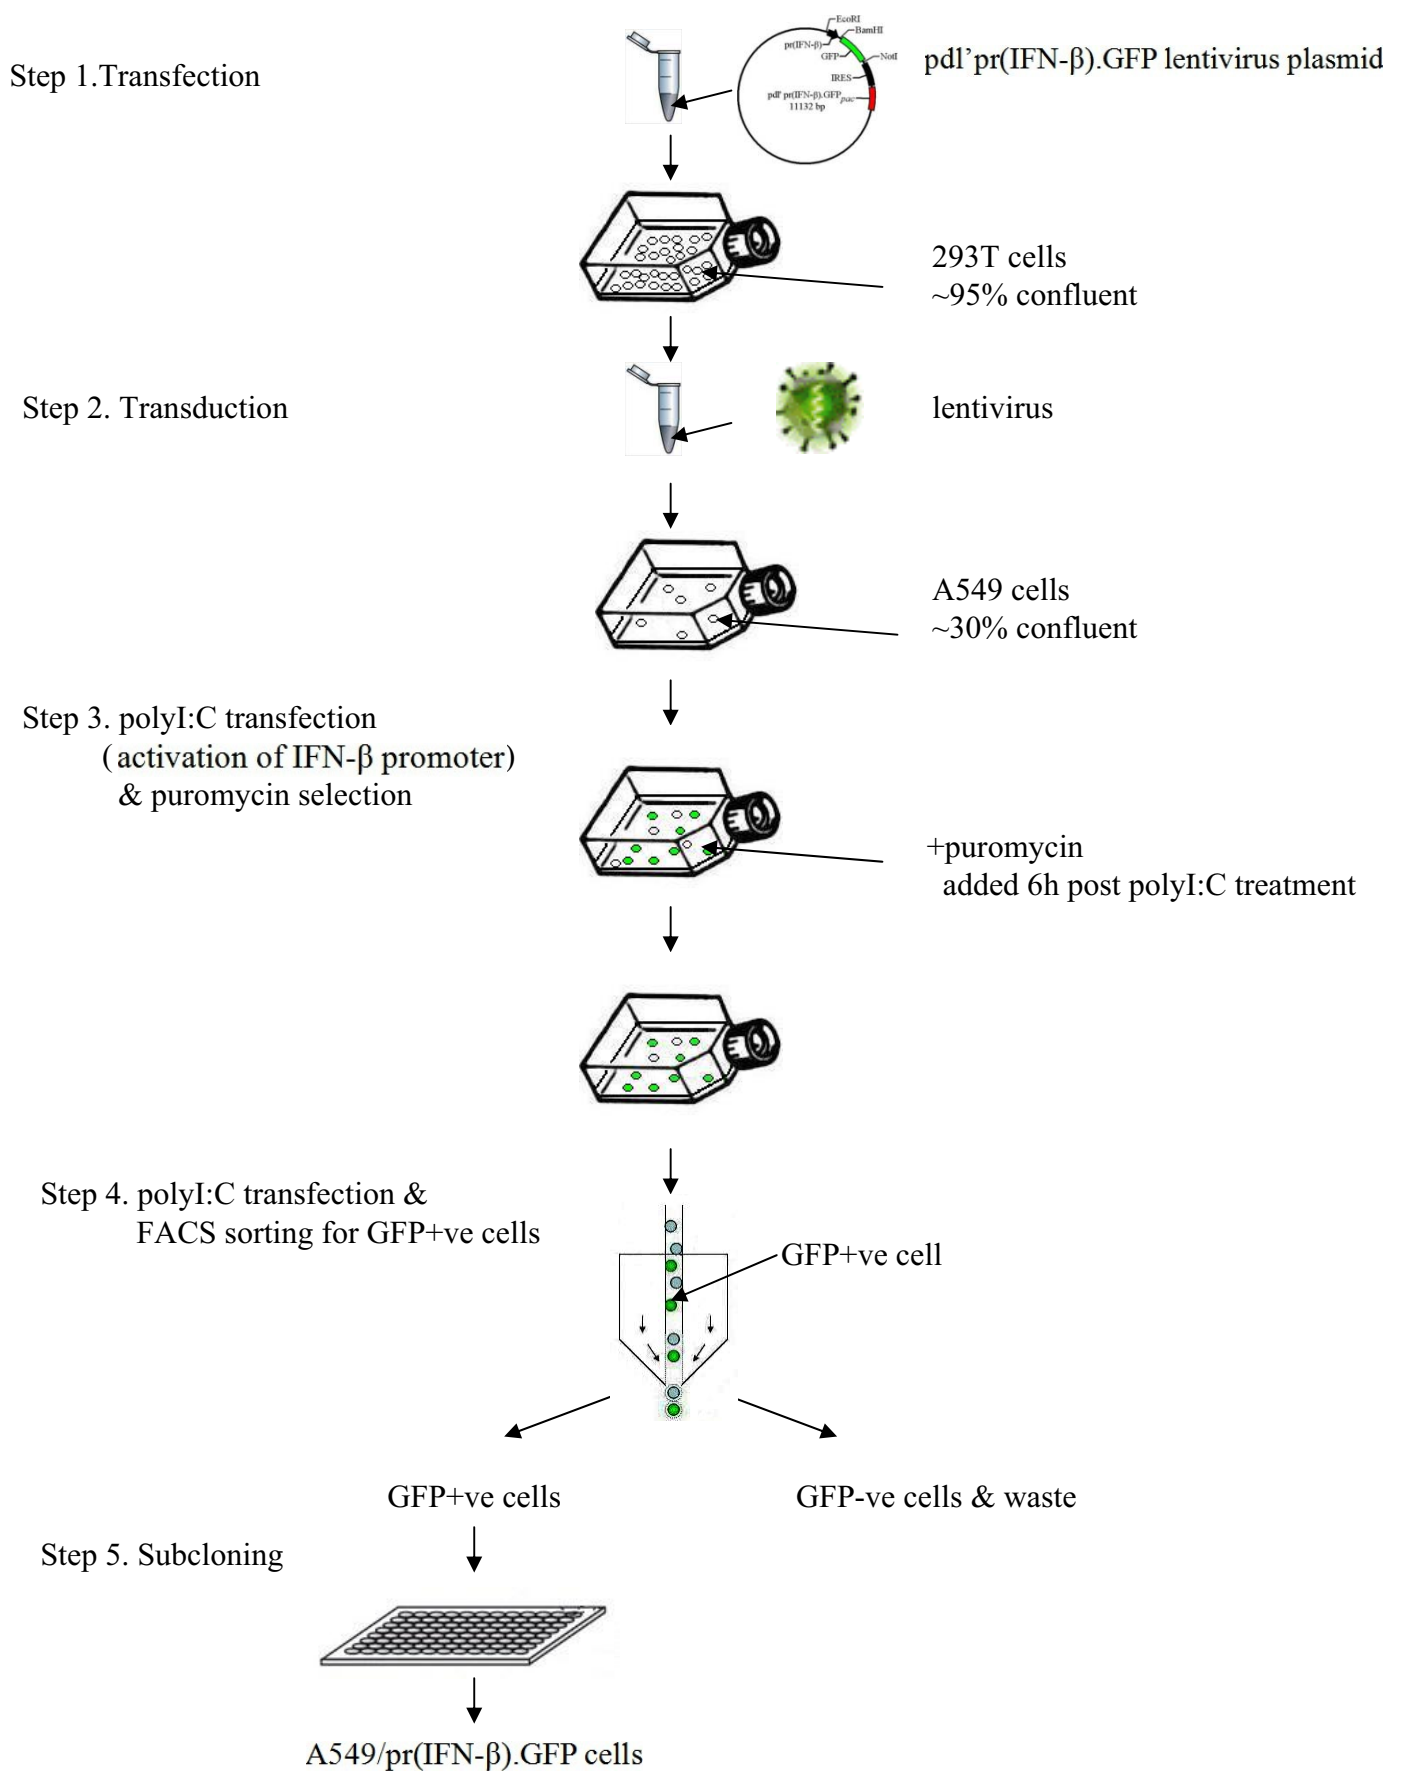 Step 1.Transfection
EcoRI
BamHI
pr(IFN-β)
GFP
NotI
IRES
pdl' pr(IFN-β).GFP
pac
11132 bp
pdl’pr(IFN-β).GFP lentivirus plasmid
293T cells
~95% confluent
Step 2. Transduction
lentivirus
A549 cells
~30% confluent
Step 3. polyI:C transfection
(activation of IFN-β promoter)
& puromycin selection
+puromycin
added 6h post polyI:C treatment
Step 4. polyI:C transfection &
FACS sorting for GFP+ve cells
GFP+ve cell
GFP+ve cells
GFP-ve cells & waste
Step 5. Subcloning
A549/pr(IFN-β).GFP cells